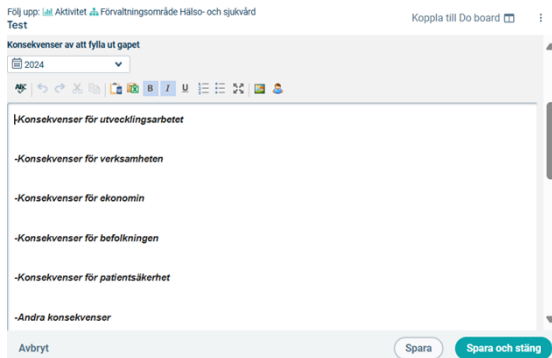 Följ upp: Aktivitet Förvaltningsområde Hälso- och sjukvård
Koppla till Do board
Test
Konsekvenser av att fylla ut gapet
2024
ABC
B I U
-Konsekvenser för utvecklingsarbetet
-Konsekvenser för verksamheten
-Konsekvenser för ekonomin
-Konsekvenser för befolkningen
-Konsekvenser för patientsäkerhet
-Andra konsekvenser
Avbryt
Spara
Spara och stäng